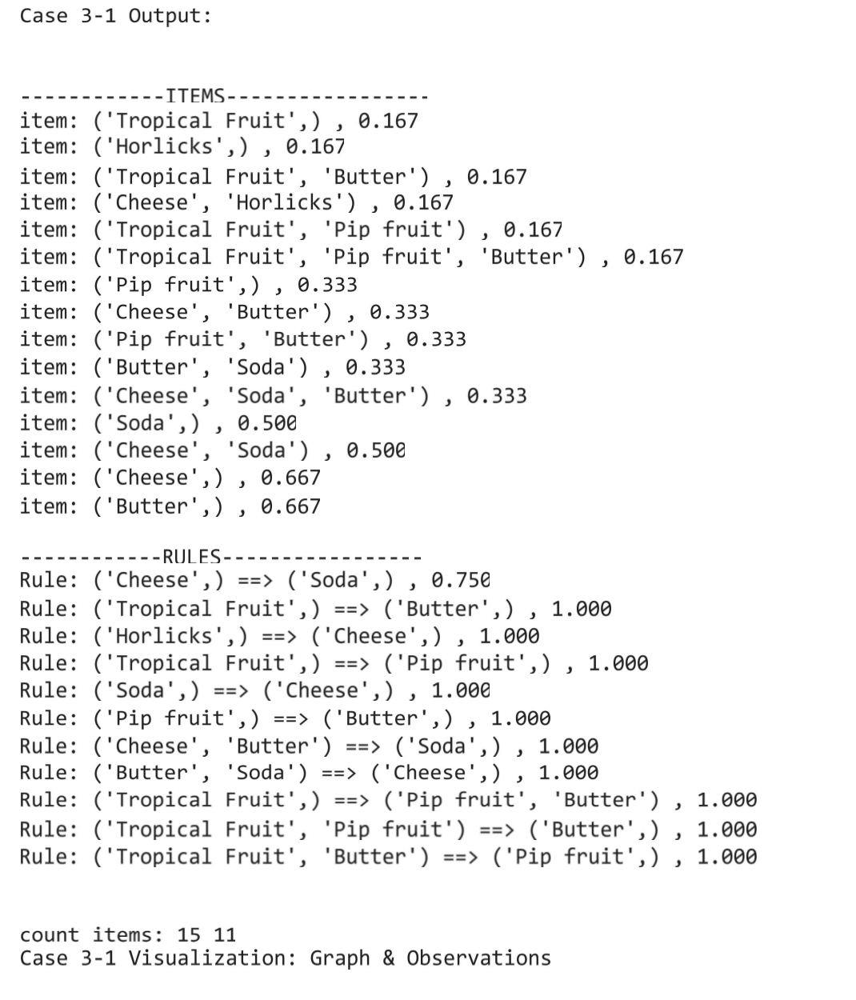 Case 3-1 Output:
------------ITEMS-----------------
item: ('Tropical Fruit',) , 0.167
item: ('Horlicks',) , 0.167
item: ('Tropical Fruit', 'Butter') , 0.167
item: ('Cheese', 'Horlicks') , 0.167
item: ('Tropical Fruit', 'Pip fruit') , 0.167
item: ('Tropical Fruit', 'Pip fruit', 'Butter') , 0.167
item: ('Pip fruit',) , 0.333
item: ('Cheese', 'Butter') , 0.333
item: ('Pip fruit', 'Butter') , 0.333
item: ('Butter', 'Soda') , 0.333
item: ('Cheese', 'Soda', 'Butter') , 0.333
item: ('Soda',) , 0.500
item: ('Cheese', 'Soda') , 0.500
item: ('Cheese',) , 0.667
item: ('Butter',) , 0.667
------------RULES-----------------
Rule: ('Cheese',) ==> ('Soda',) , 0.750
Rule: ('Tropical Fruit',) ==> ('Butter',) , 1.000
Rule: ('Horlicks',) ==> ('Cheese',) , 1.000
Rule: ('Tropical Fruit',) ==> ('Pip fruit',) , 1.000
Rule: ('Soda',) ==> ('Cheese',) , 1.000
Rule: ('Pip fruit',) ==> ('Butter',) , 1.000
Rule: ('Cheese', 'Butter') ==> ('Soda',) , 1.000
Rule: ('Butter', 'Soda') ==> ('Cheese',) , 1.000
Rule: ('Tropical Fruit',) ==> ('Pip fruit', 'Butter') , 1.000
Rule: ('Tropical Fruit', 'Pip fruit') ==> ('Butter',) , 1.000
Rule: ('Tropical Fruit', 'Butter') ==> ('Pip fruit',) , 1.000
count items: 15 11
Case 3-1 Visualization: Graph & Observations